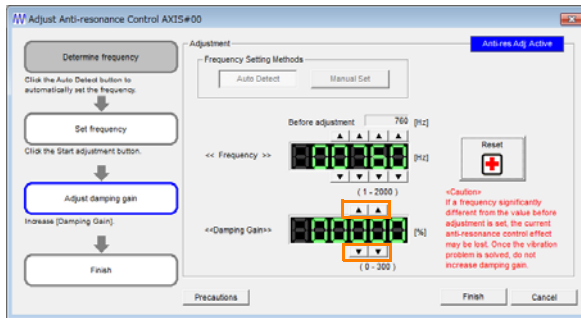 Adjust Anti-resonance Control AXIS#00
Determine frequency
Click the Auto Detect button to
automatically set the frequency.
Set frequency
Click the Start adjustment button.
Adjust damping gain
Increase [Damping Gain].
Finish
Adjustment
Anti-res Adj Active
Frequency Setting Methods
Auto Detect
Manual Set
Before adjustment 760 [Hz]
<< Frequency >> 00760 [Hz]
( 1 - 2000 )
<<Damping Gain>> 00000 [%]
( 0 - 300 )
Reset
<Caution>
If a frequency significantly
different from the value before
adjustment is set, the current
anti-resonance control effect
may be lost. Once the vibration
problem is solved, do not
increase damping gain.
Precautions
Finish
Cancel